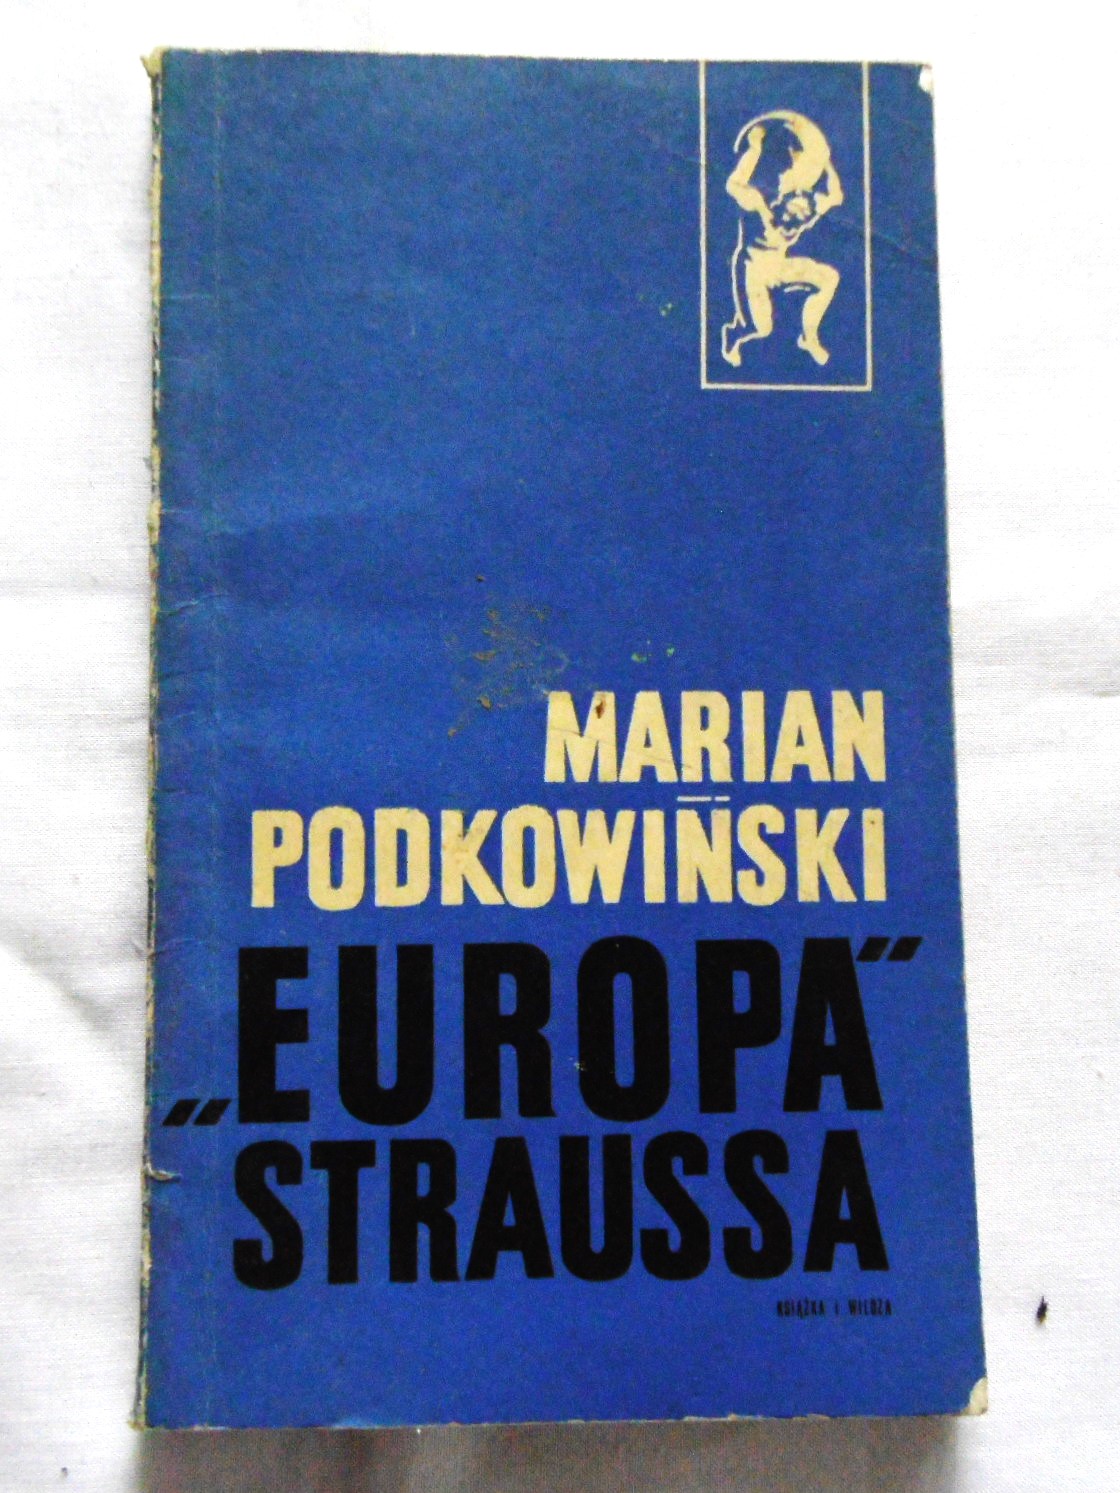 MARIAN
PODKOWIŃSKI
„EUROPA”
STRAUSSA
KSIĄŻKA I WIEDZA